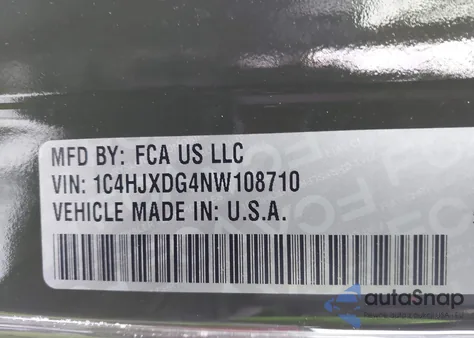 MFD BY: FCA US LLC
VIN: 1C4HJXDG4NW108710
VEHICLE MADE IN: U.S.A.
autoSnap